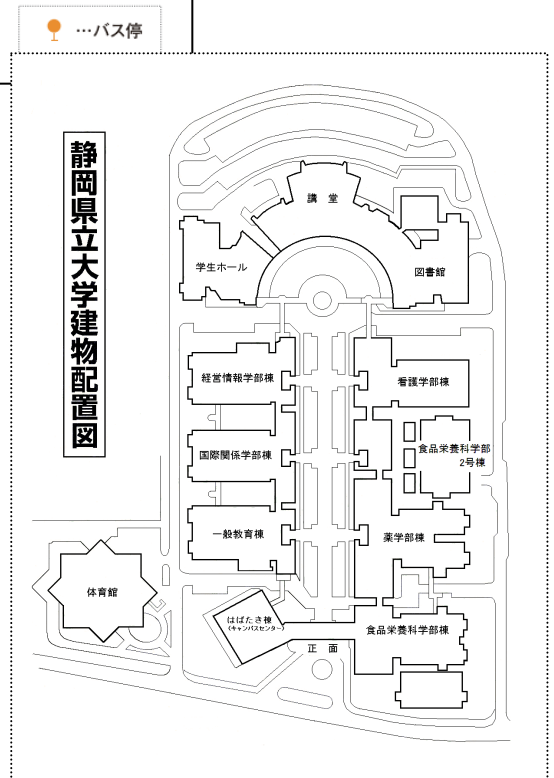 …バス停
静岡県立大学建物配置図
講 堂
学生ホール
図書館
経営情報学部棟
看護学部棟
国際関係学部棟
食品栄養科学部
2号棟
一般教育棟
薬学部棟
体育館
はばたき棟
(キャンパスセンター)
食品栄養科学部棟
正 面